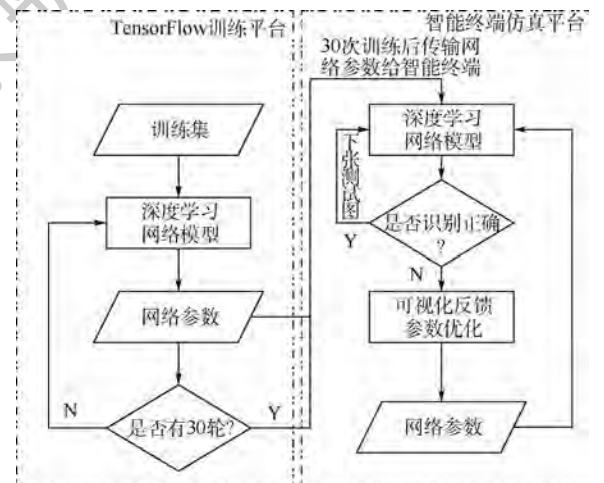 TensorFlow训练平台
训练集
深度学习
网络模型
网络参数
是否有30轮?
N
Y
智能终端仿真平台
30次训练后传输网
络参数给智能终端
深度学习
网络模型
下张测试图
是否识别正确
?
Y
N
可视化反馈
参数优化
网络参数